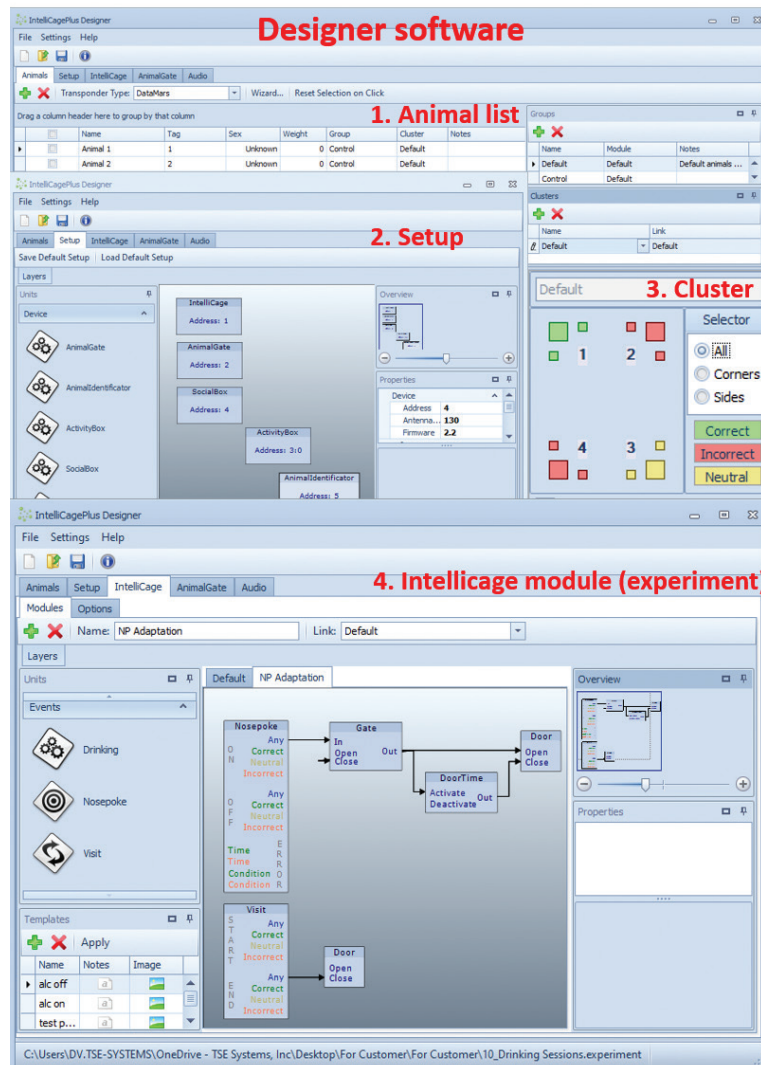 IntelliCagePlus Designer
Designer software
File Settings Help
Animals Setup IntelliCage AnimalGate Audio
Transponder Type: DataMars Wizard... Reset Selection on Click
Drag a column header here to group by that column
1. Animal list
Name Tag Sex Weight Group Cluster Notes
Animal 1 1 Unknown 0 Control Default
Animal 2 2 Unknown 0 Control Default
Groups
Name Module Notes
Default Default Default animals ...
Control Default
Clusters
Name Link
Default Default
IntelliCagePlus Designer
File Settings Help
Animals Setup IntelliCage AnimalGate Audio
2. Setup
Save Default Setup Load Default Setup
Layers
Units
Device
AnimalGate
AnimalIdentificator
ActivityBox
SocialBox
IntelliCage
Address: 1
AnimalGate
Address: 2
SocialBox
Address: 4
ActivityBox
Address: 3:0
AnimalIdentificator
Address: 5
Overview
Properties
Device
Address 4
Antenna... 130
Firmware 2.2
Default
3. Cluster
1 2
4 3
Selector
All
Corners
Sides
Correct
Incorrect
Neutral
IntelliCagePlus Designer
File Settings Help
Animals Setup IntelliCage AnimalGate Audio
4. Intellicage module (experiment)
Modules Options
Name: NP Adaptation Link: Default
Layers
Units
Events
Drinking
Nosepoke
Visit
Templates
Apply
Name Notes Image
alc off a
alc on a
test p... a
Default NP Adaptation
Nosepoke
ON
Any
Correct
Neutral
Incorrect
OFF
Any
Correct
Neutral
Incorrect
Time
Time
Condition
Condition
ERROR
Gate
In
Open
Close
Out
DoorTime
Activate
Deactivate
Out
Door
Open
Close
Visit
START
Any
Correct
Neutral
Incorrect
END
Any
Correct
Neutral
Incorrect
Door
Open
Close
Overview
Properties
C:\Users\DV.TSE-SYSTEMS\OneDrive - TSE Systems, Inc\Desktop\For Customer\For Customer\10_Drinking Sessions.experiment